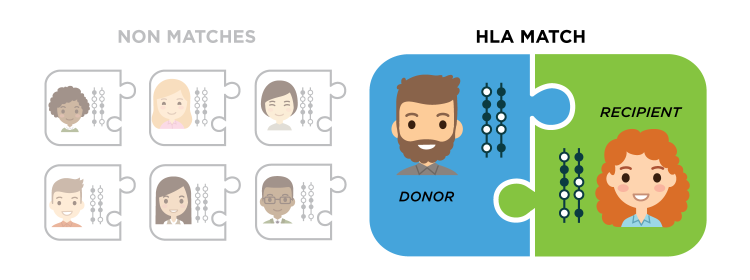 NON MATCHES
HLA MATCH
RECIPIENT
DONOR